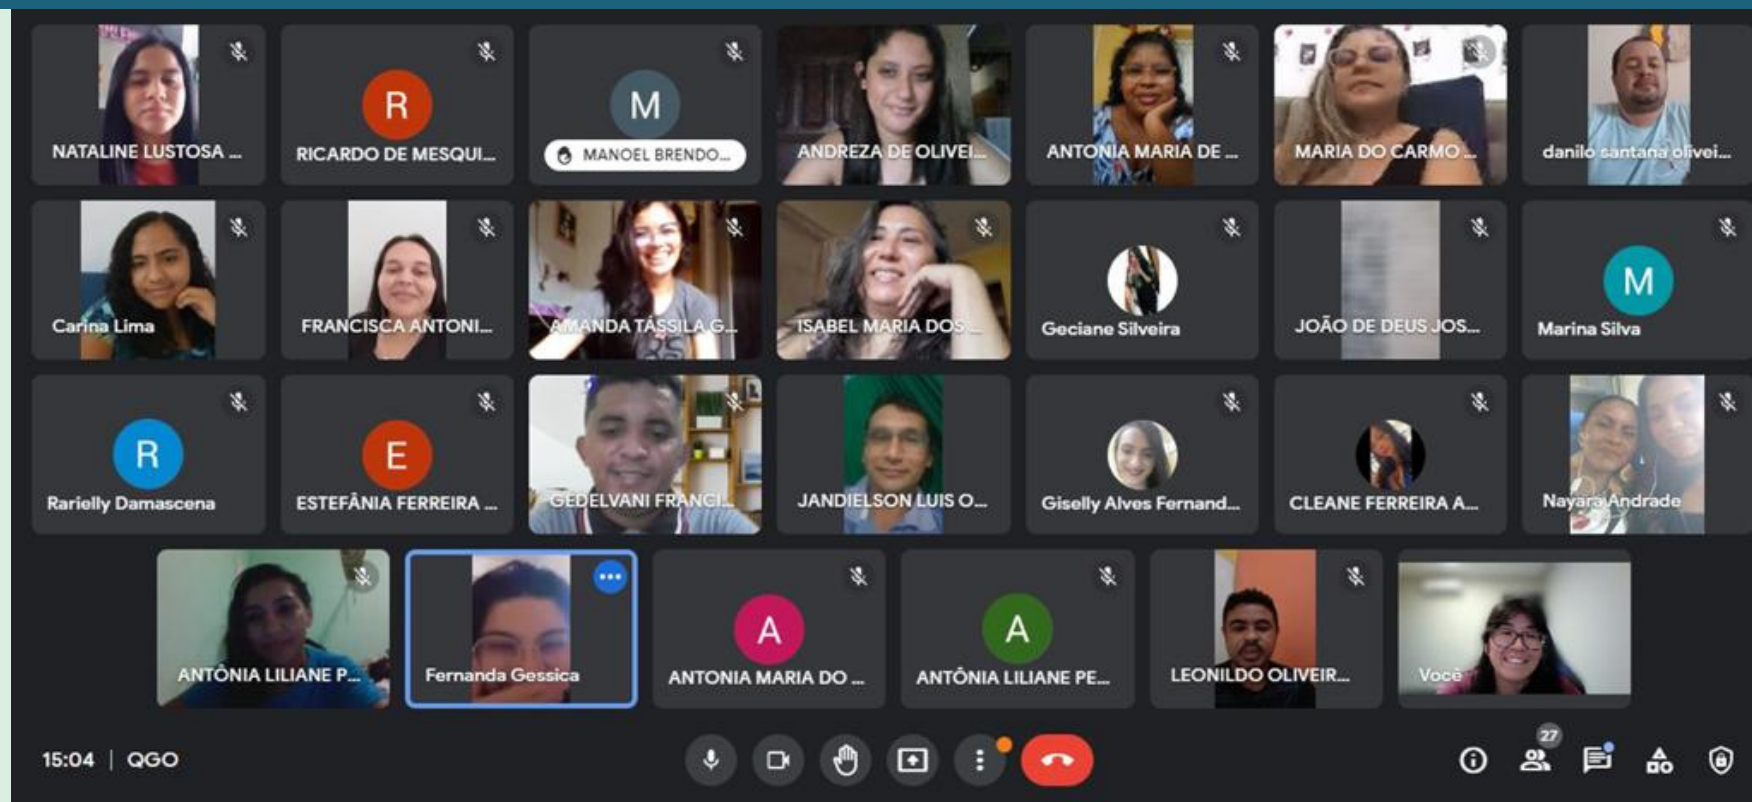 NATALINE LUSTOSA ...
R
RICARDO DE MESQUI...
M
MANOEL BRENDO...
ANDREZA DE OLIVEI...
ANTONIA MARIA DE ...
MARIA DO CARMO ...
danilo santana olivei...
Carina Lima
FRANCISCA ANTONI...
AMANDA TÁSSILA G...
ISABEL MARIA DOS ...
Geciane Silveira
JOÃO DE DEUS JOS...
M
Marina Silva
R
Rarielly Damascena
E
ESTEFÂNIA FERREIRA ...
GEDELVANI FRANCI...
JANDIELSON LUIS O...
Giselly Alves Fernand...
CLEANE FERREIRA A...
Nayara Andrade
ANTÔNIA LILIANE P...
Fernanda Gessica
A
ANTONIA MARIA DO ...
A
ANTÔNIA LILIANE PE...
LEONILDO OLIVEIR...
Você
15:04 | QGO
27